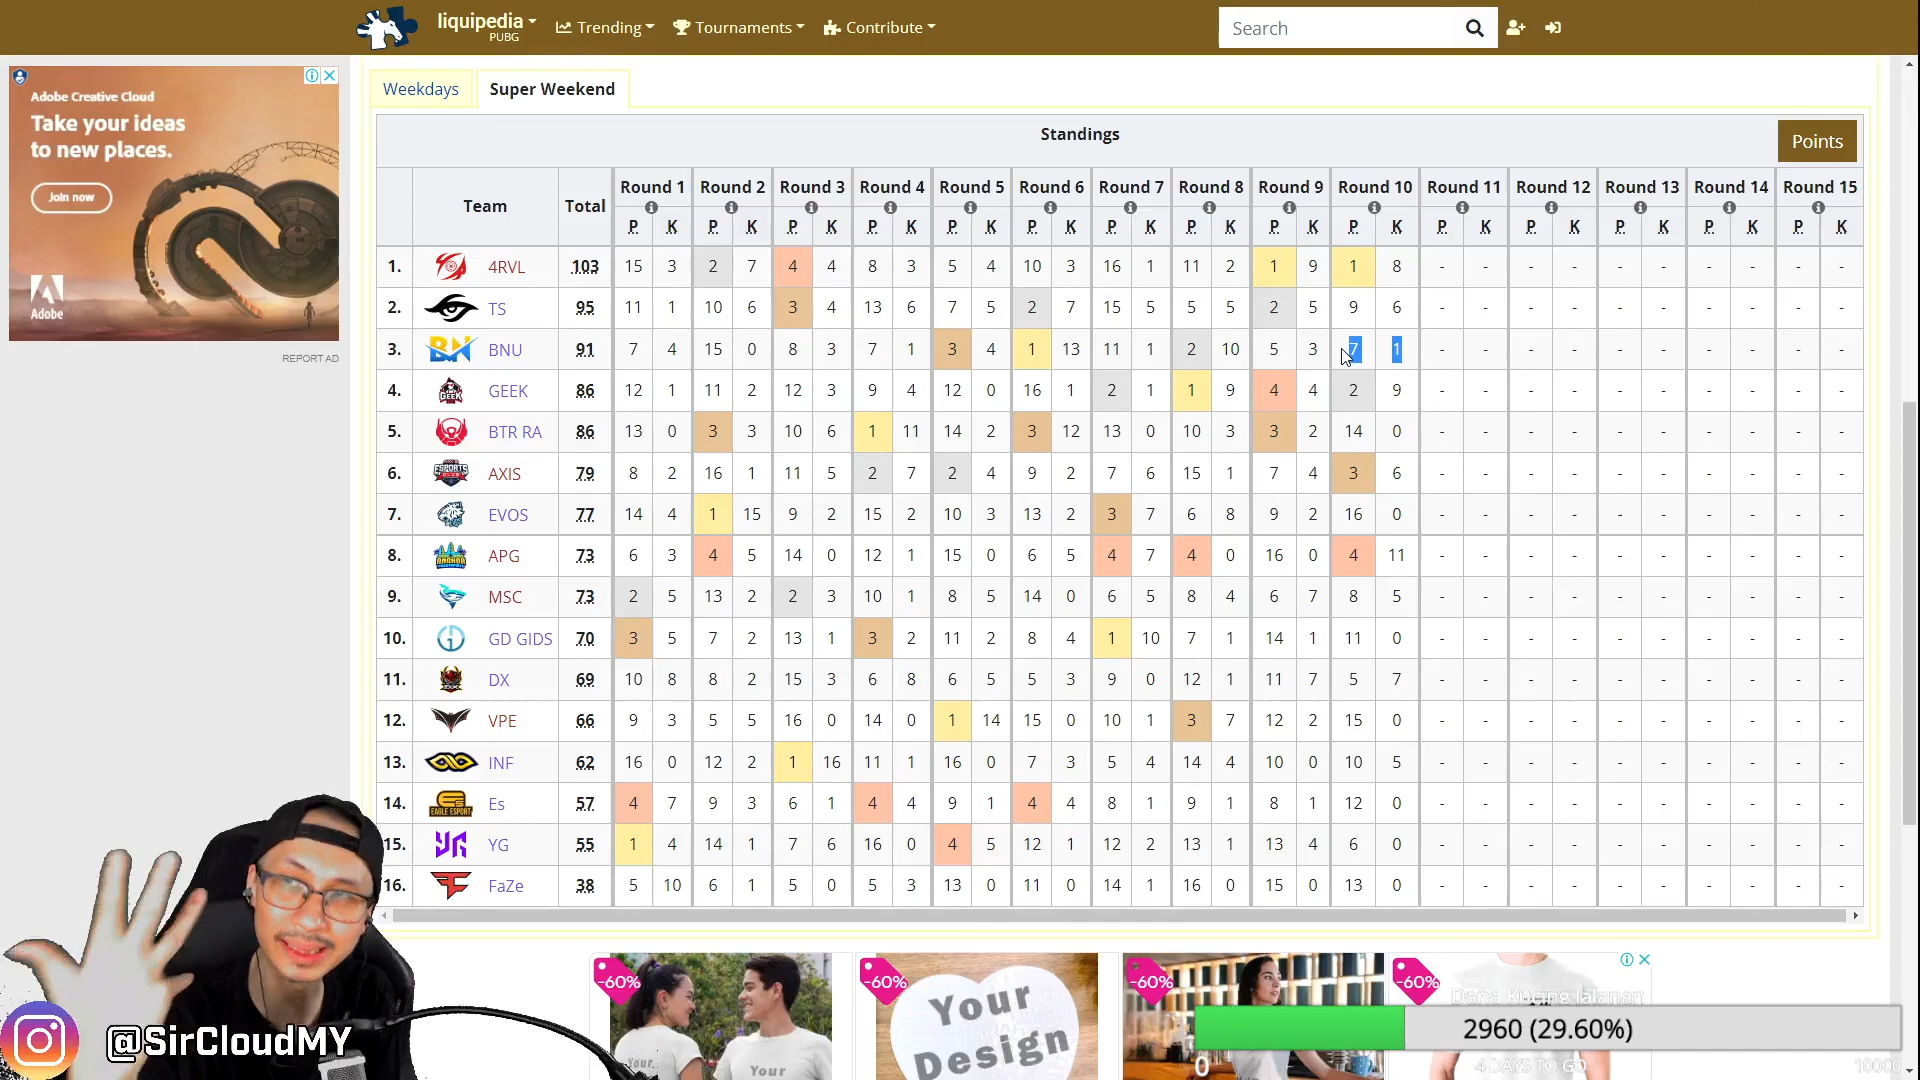 liquipedia
PUBG
Trending
Tournaments
Contribute
Search
Adobe Creative Cloud
Take your ideas
to new places.
Join now
Adobe
REPORT AD
Weekdays
Super Weekend
Standings
Points
Team Total Round 1 Round 2 Round 3 Round 4 Round 5 Round 6 Round 7 Round 8 Round 9 Round 10 Round 11 Round 12 Round 13 Round 14 Round 15
P K P K P K P K P K P K P K P K P K P K P K P K P K P K P K
1. 4RVL 103 15 3 2 7 4 4 8 3 5 4 10 3 16 1 11 2 1 9 1 8 - - - - - - - - - -
2. TS 95 11 1 10 6 3 4 13 6 7 5 2 7 15 5 5 5 2 5 9 6 - - - - - - - - - -
3. BNU 91 7 4 15 0 8 3 7 1 3 4 1 13 11 1 2 10 5 3 7 1 - - - - - - - - - -
4. GEEK 86 12 1 11 2 12 3 9 4 12 0 16 1 2 1 1 9 4 4 2 9 - - - - - - - - - -
5. BTR RA 86 13 0 3 3 10 6 1 11 14 2 3 12 13 0 10 3 3 2 14 0 - - - - - - - - - -
6. AXIS 79 8 2 16 1 11 5 2 7 2 4 9 2 7 6 15 1 7 4 3 6 - - - - - - - - - -
7. EVOS 77 14 4 1 15 9 2 15 2 10 3 13 2 3 7 6 8 9 2 16 0 - - - - - - - - - -
8. APG 73 6 3 4 5 14 0 12 1 15 0 6 5 4 7 4 0 16 0 4 11 - - - - - - - - - -
9. MSC 73 2 5 13 2 2 3 10 1 8 5 14 0 6 5 8 4 6 7 8 5 - - - - - - - - - -
10. GD GIDS 70 3 5 7 2 13 1 3 2 11 2 8 4 1 10 7 1 14 1 11 0 - - - - - - - - - -
11. DX 69 10 8 8 2 15 3 6 8 6 5 5 3 9 0 12 1 11 7 5 7 - - - - - - - - - -
12. VPE 66 9 3 5 5 16 0 14 0 1 14 15 0 10 1 3 7 12 2 15 0 - - - - - - - - - -
13. INF 62 16 0 12 2 1 16 11 1 16 0 7 3 5 4 14 4 10 0 10 5 - - - - - - - - - -
14. Es 57 4 7 9 3 6 1 4 4 9 1 4 4 8 1 9 1 8 1 12 0 - - - - - - - - - -
15. YG 55 1 4 14 1 7 6 16 0 4 5 12 1 12 2 13 1 13 4 6 0 - - - - - - - - - -
16. FaZe 38 5 10 6 1 5 0 5 3 13 0 11 0 14 1 16 0 15 0 13 0 - - - - - - - - - -
-60% -60% -60% -60%
Your
Design
Your
Your
Dana Kucing Jalanan
2960 (29.60%)
0 4 DAYS TO GO 10000
@SirCloudMY